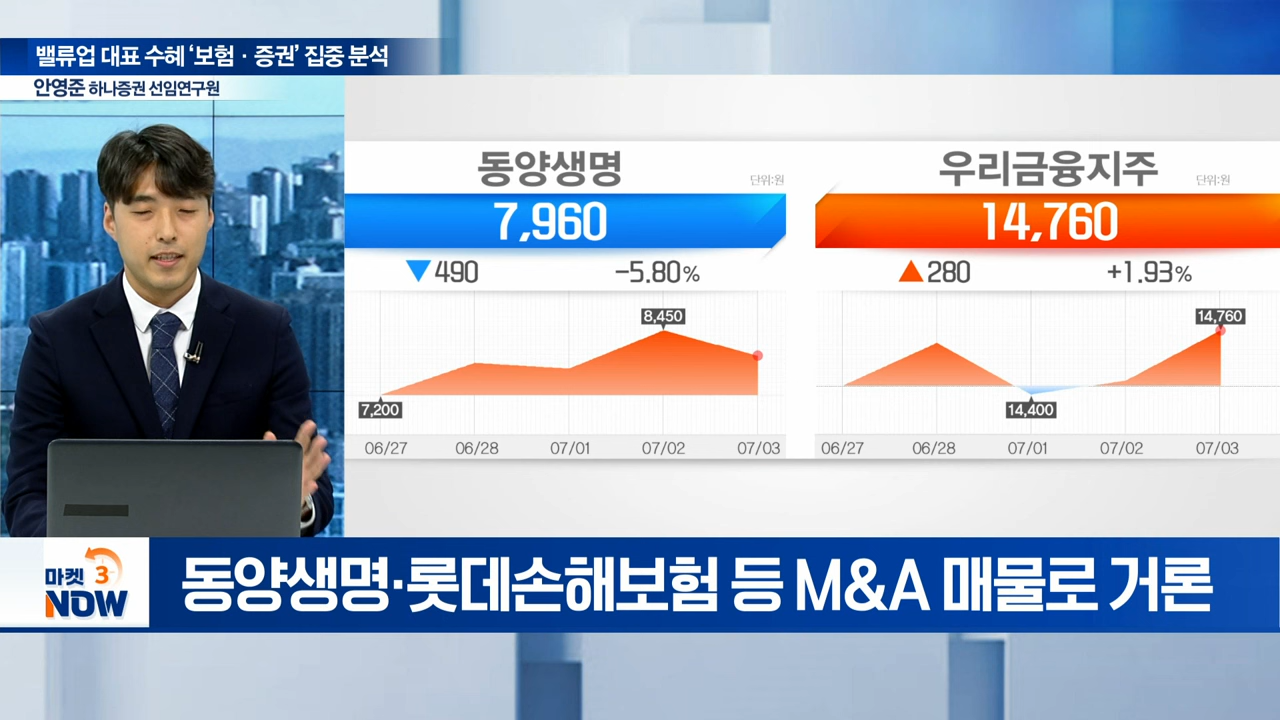 밸류업 대표 수혜 ‘보험 · 증권’ 집중 분석
안영준 하나증권 선임연구원
동양생명
단위:원
7,960
▼490 -5.80%
8,450
7,200
06/27 06/28 07/01 07/02 07/03
우리금융지주
단위:원
14,760
▲280 +1.93%
14,760
14,400
06/27 06/28 07/01 07/02 07/03
마켓 3
NOW
동양생명·롯데손해보험 등 M&A 매물로 거론